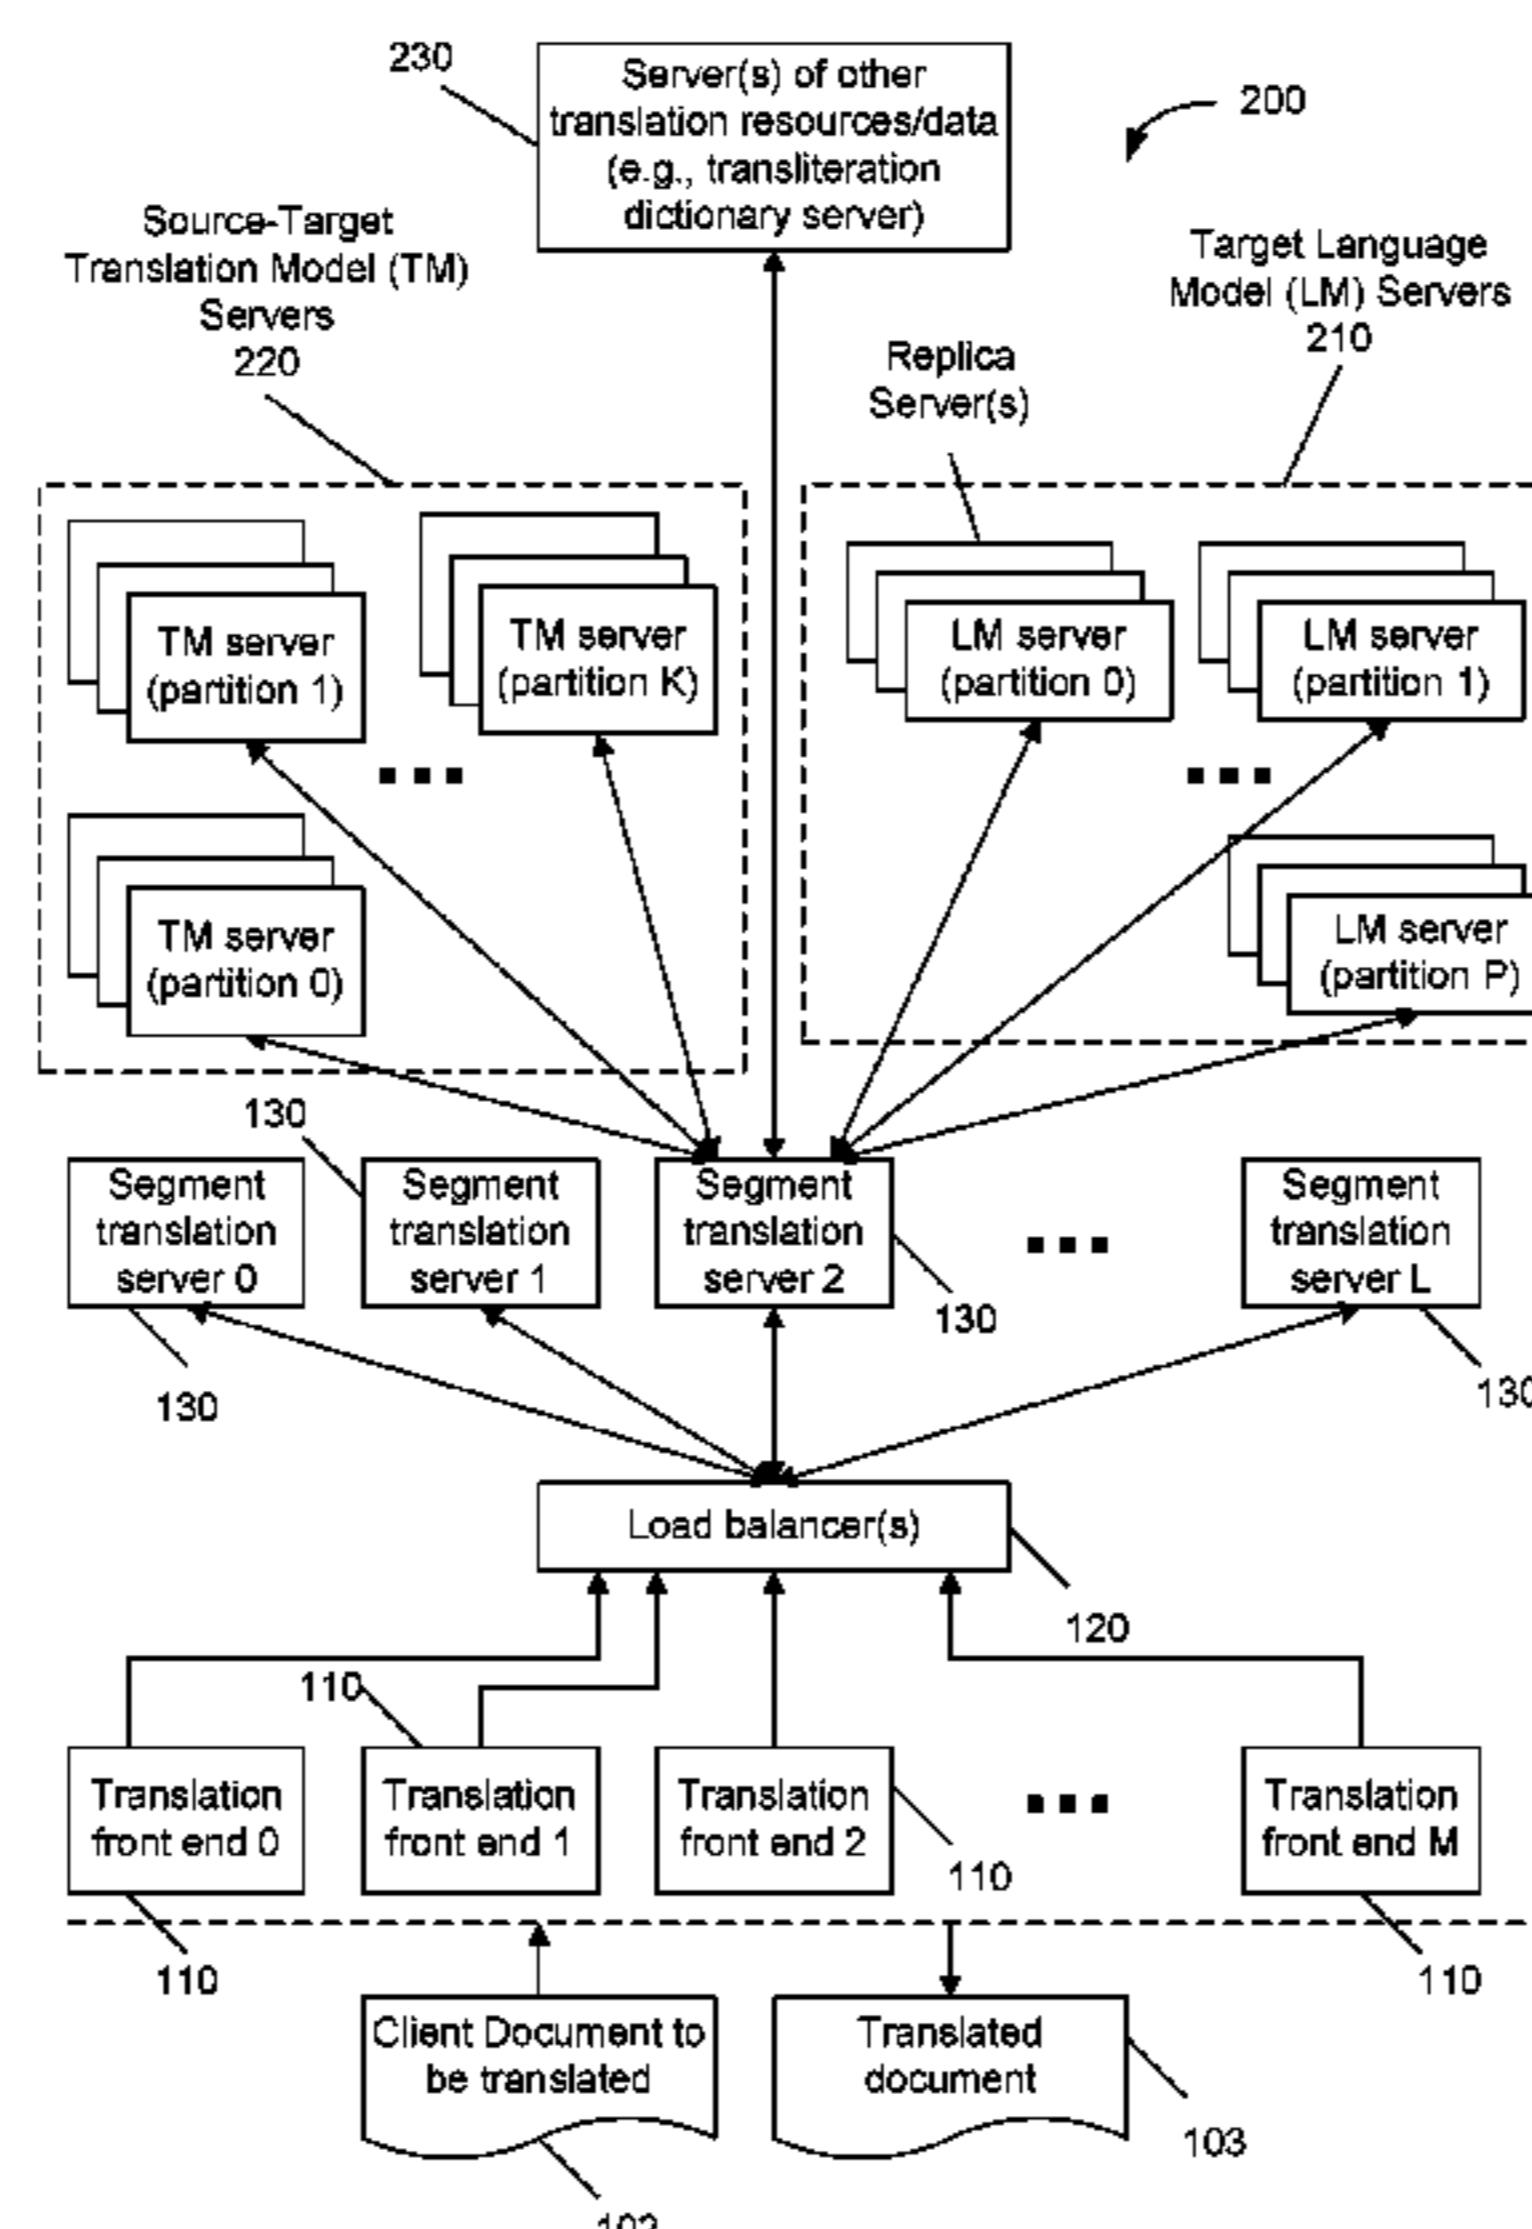 230
Server(s) of other
translation resources/data
(e.g., transliteration
dictionary server)
200
Source-Target
Translation Model (TM)
Servers
220
Target Language
Model (LM) Servers
210
Replica
Server(s)
TM server
(partition 1)
TM server
(partition K)
LM server
(partition 0)
LM server
(partition 1)
TM server
(partition 0)
LM server
(partition P)
130
Segment
translation
server 0
Segment
translation
server 1
Segment
translation
server 2
Segment
translation
server L
130
130
130
Load balancer(s)
120
110
Translation
front end 0
Translation
front end 1
Translation
front end 2
Translation
front end M
110
110
110
Client Document to
be translated
Translated
document
103